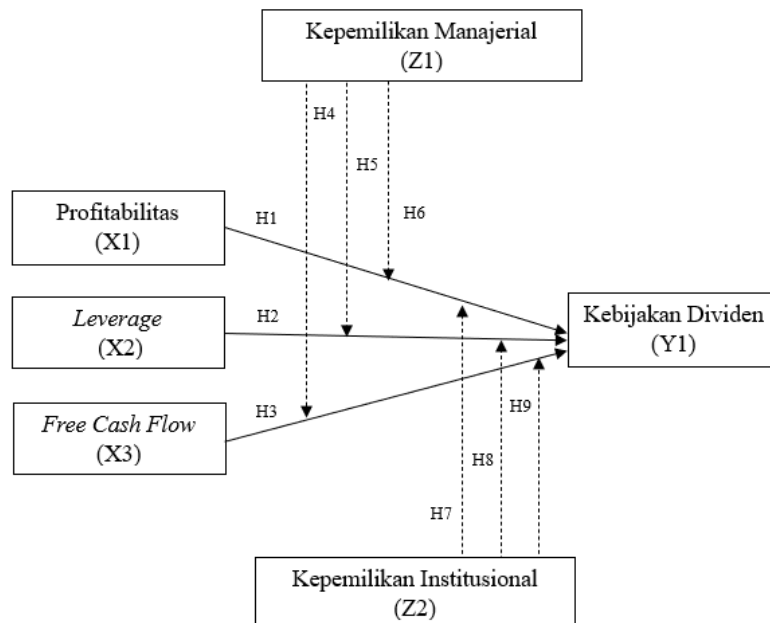 Kepemilikan Manajerial
(Z1)
H4
H5
H6
Profitabilitas
(X1)
H1
Leverage
(X2)
H2
Kebijakan Dividen
(Y1)
Free Cash Flow
(X3)
H3
H9
H8
H7
Kepemilikan Institusional
(Z2)